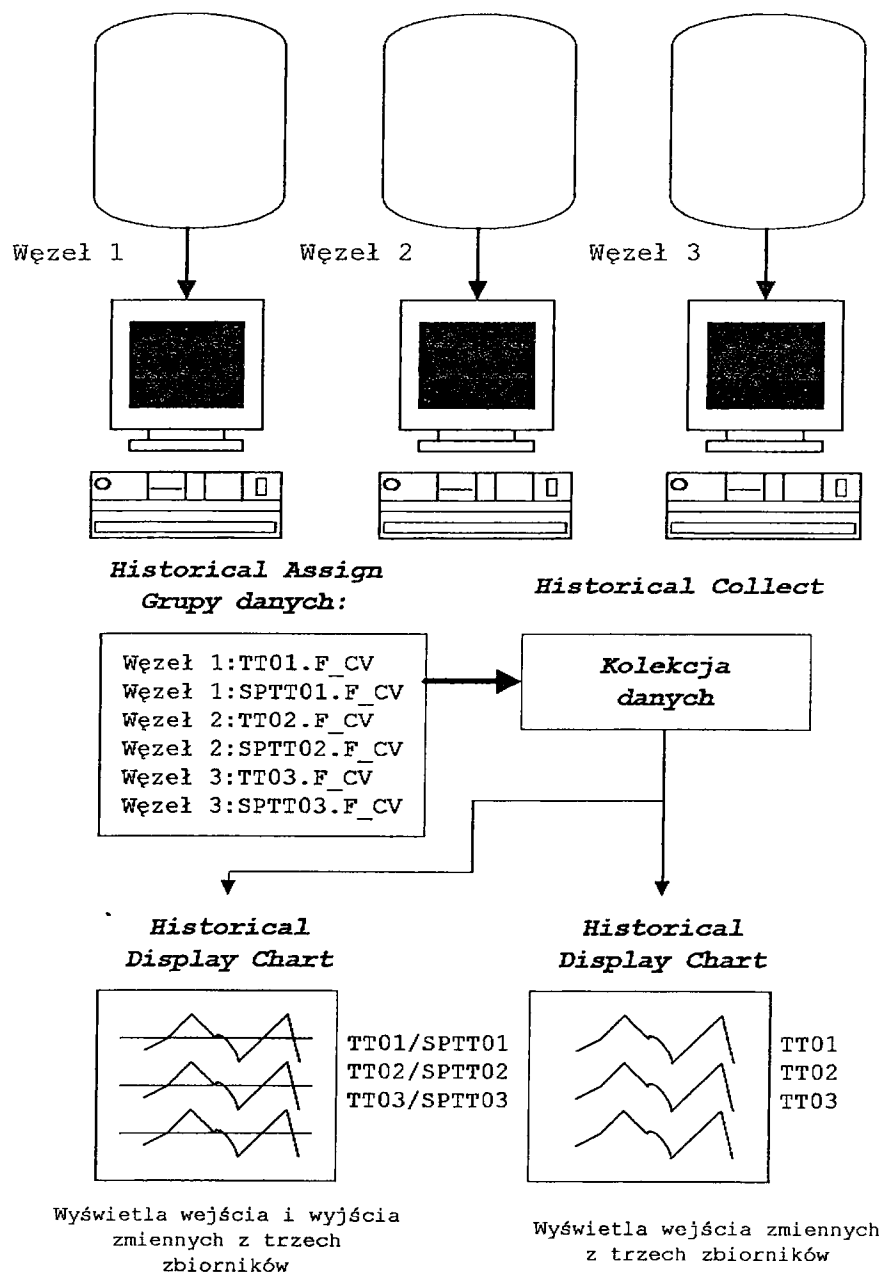 Węzeł 1
Węzeł 2
Węzeł 3
Historical Assign
Grupy danych:
Historical Collect
Węzeł 1:TT01.F_CV
Węzeł 1:SPTT01.F_CV
Węzeł 2:TT02.F_CV
Węzeł 2:SPTT02.F_CV
Węzeł 3:TT03.F_CV
Węzeł 3:SPTT03.F_CV
Kolekcja
danych
Historical
Display Chart
Historical
Display Chart
TT01/SPTT01
TT02/SPTT02
TT03/SPTT03
TT01
TT02
TT03
Wyświetla wejścia i wyjścia
zmiennych z trzech
zbiorników
Wyświetla wejścia zmiennych
z trzech zbiorników